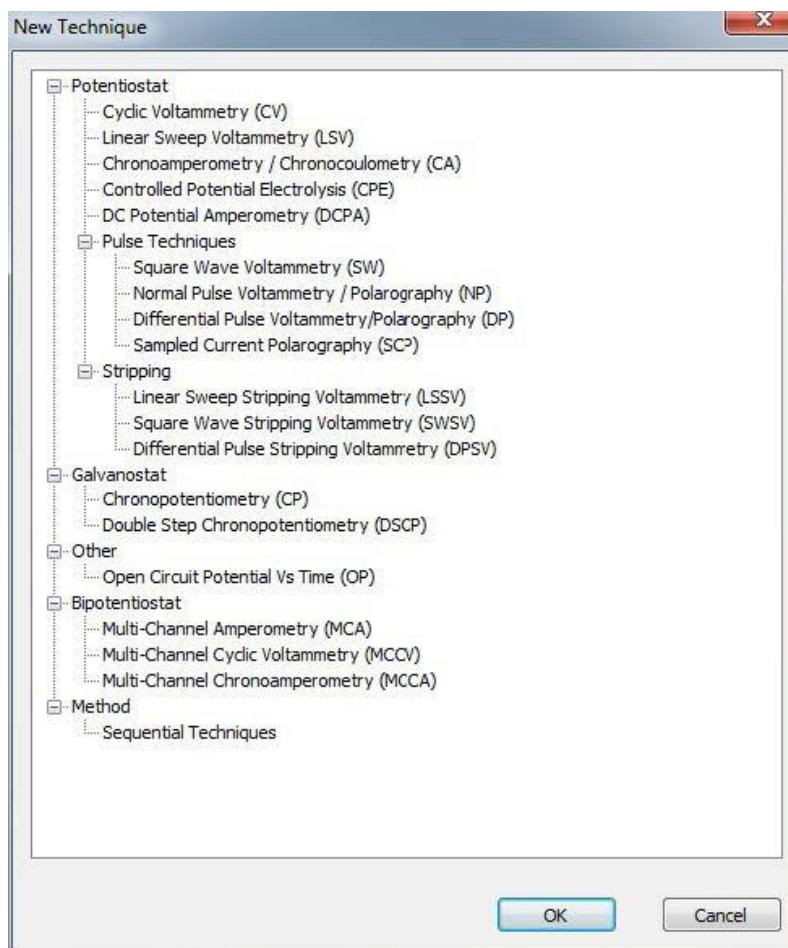 New Technique
Potentiostat
Cyclic Voltammetry (CV)
Linear Sweep Voltammetry (LSV)
Chronoamperometry / Chronocoulometry (CA)
Controlled Potential Electrolysis (CPE)
DC Potential Amperometry (DCPA)
Pulse Techniques
Square Wave Voltammetry (SW)
Normal Pulse Voltammetry / Polarography (NP)
Differential Pulse Voltammetry/Polarography (DP)
Sampled Current Polarography (SCP)
Stripping
Linear Sweep Stripping Voltammetry (LSSV)
Square Wave Stripping Voltammetry (SWSV)
Differential Pulse Stripping Voltammetry (DPSV)
Galvanostat
Chronopotentiometry (CP)
Double Step Chronopotentiometry (DSCP)
Other
Open Circuit Potential Vs Time (OP)
Bipotentiostat
Multi-Channel Amperometry (MCA)
Multi-Channel Cyclic Voltammetry (MCCV)
Multi-Channel Chronoamperometry (MCCA)
Method
Sequential Techniques
OK Cancel